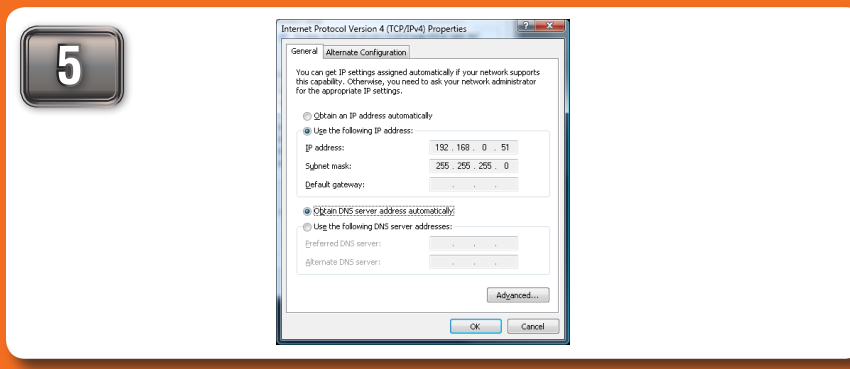 5
Internet Protocol Version 4 (TCP/IPv4) Properties
General Alternate Configuration
You can get IP settings assigned automatically if your network supports
this capability. Otherwise, you need to ask your network administrator
for the appropriate IP settings.
Obtain an IP address automatically
Use the following IP address:
IP address: 192 . 168 . 0 . 51
Subnet mask: 255 . 255 . 255 . 0
Default gateway: . . .
Obtain DNS server address automatically
Use the following DNS server addresses:
Preferred DNS server: . . .
Alternate DNS server: . . .
Advanced...
OK Cancel